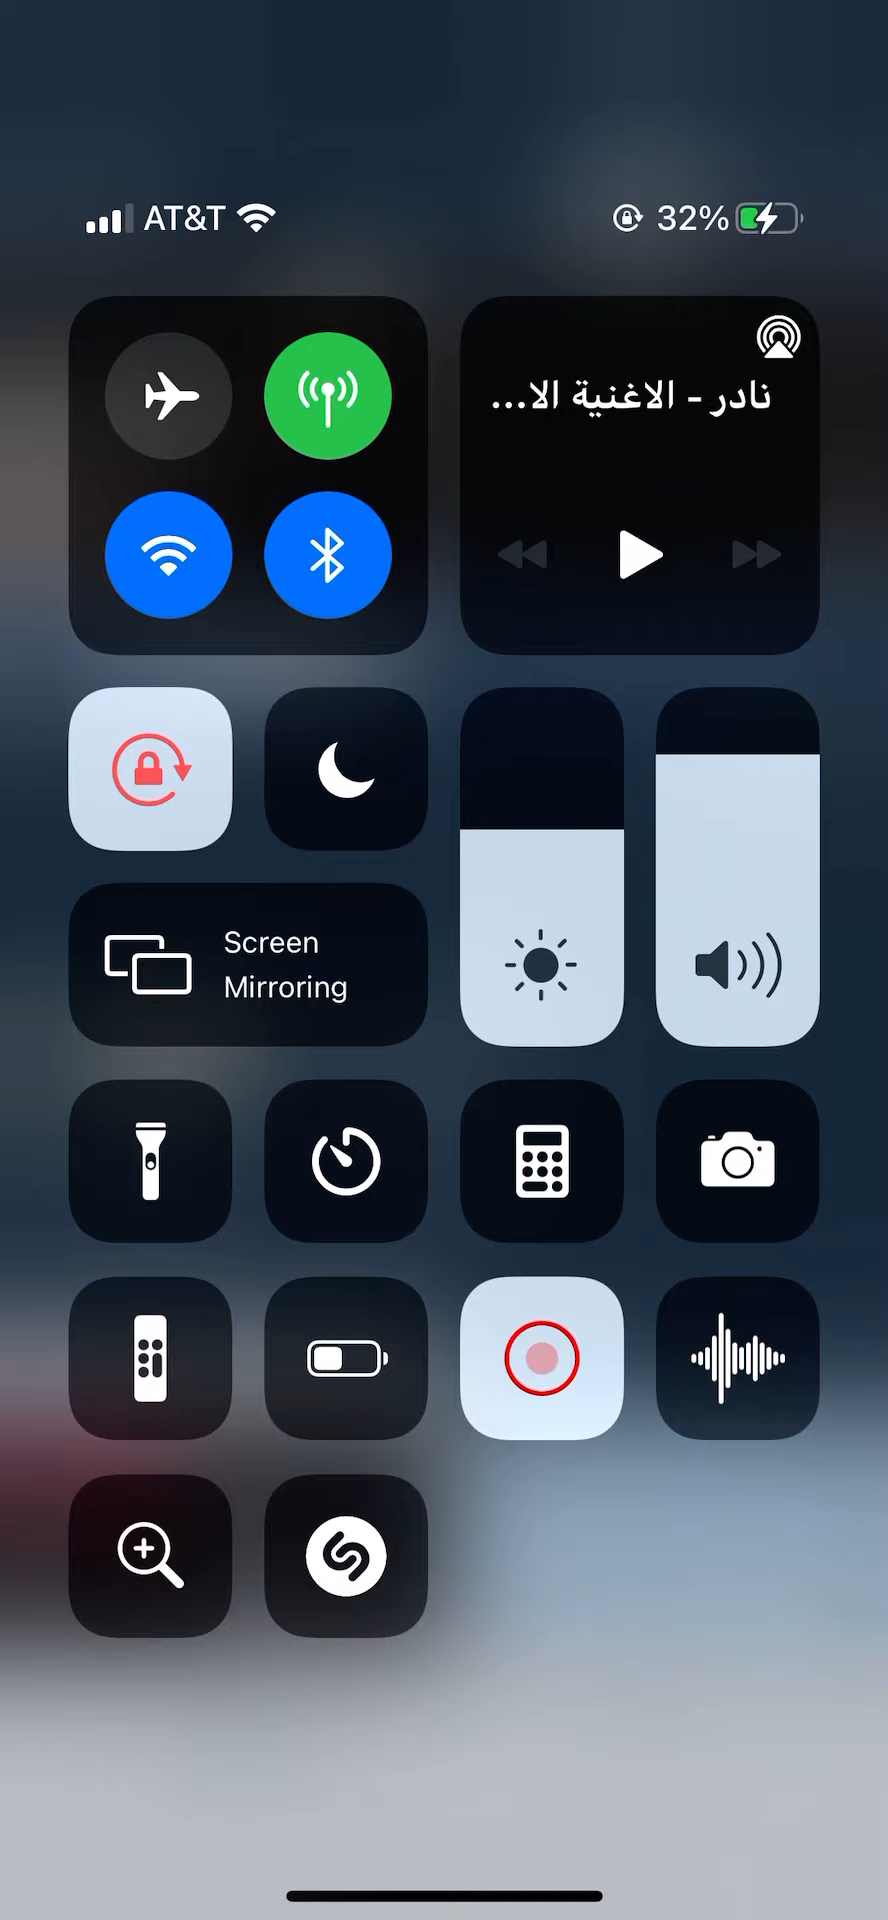 AT&T
32%
نادر - الاغنية الا...
Screen
Mirroring